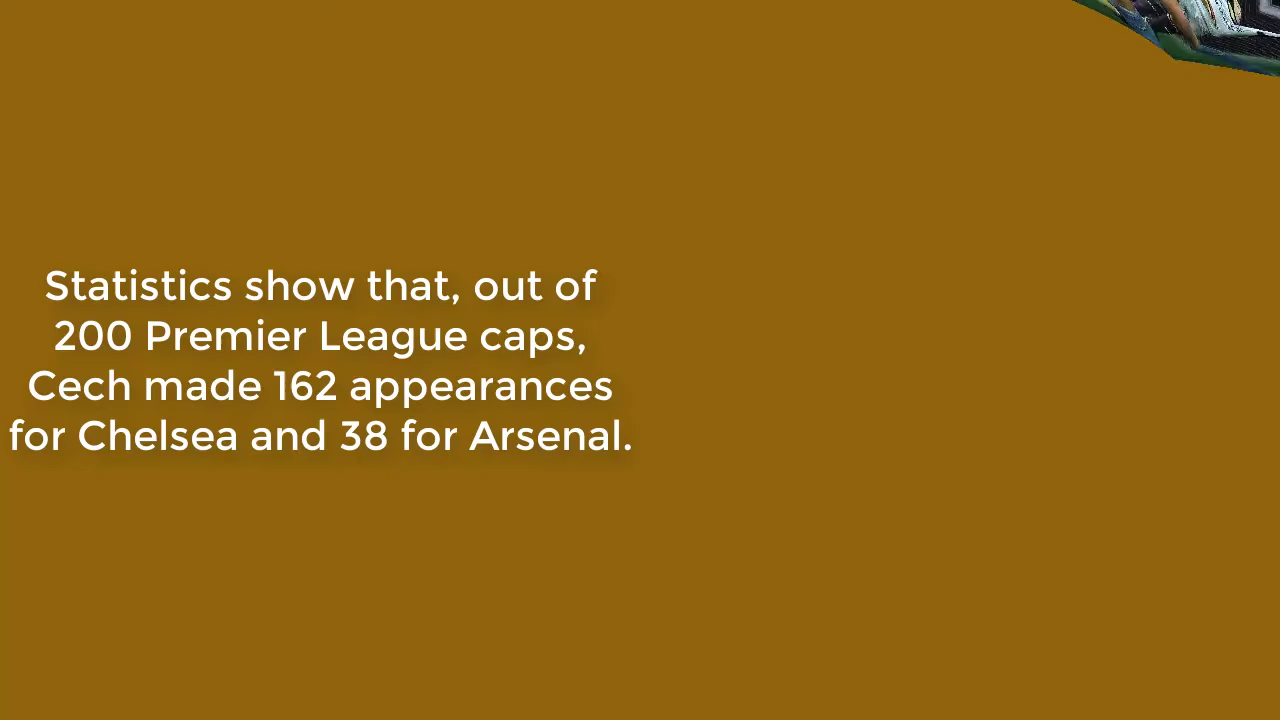 Statistics show that, out of
200 Premier League caps,
Cech made 162 appearances
for Chelsea and 38 for Arsenal.